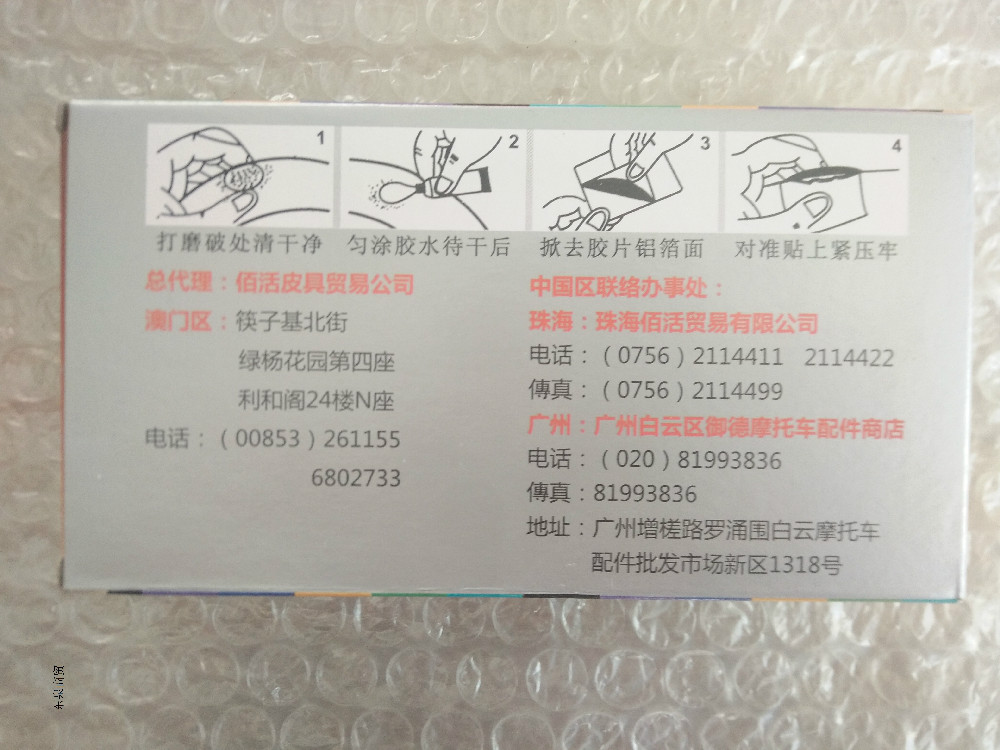 1
2
3
4
打磨破处清干净
匀涂胶水待干后
掀去胶片铝箔面
对准贴上紧压牢
总代理：佰活皮具贸易公司
澳门区：筷子基北街
绿杨花园第四座
利和阁24楼N座
电话：（00853）261155
6802733
中国区联络办事处：
珠海：珠海佰活贸易有限公司
电话：（0756）2114411 2114422
傳真：（0756）2114499
广州：广州白云区御德摩托车配件商店
电话：（020）81993836
傳真：81993836
地址：广州增槎路罗涌围白云摩托车
配件批发市场新区1318号